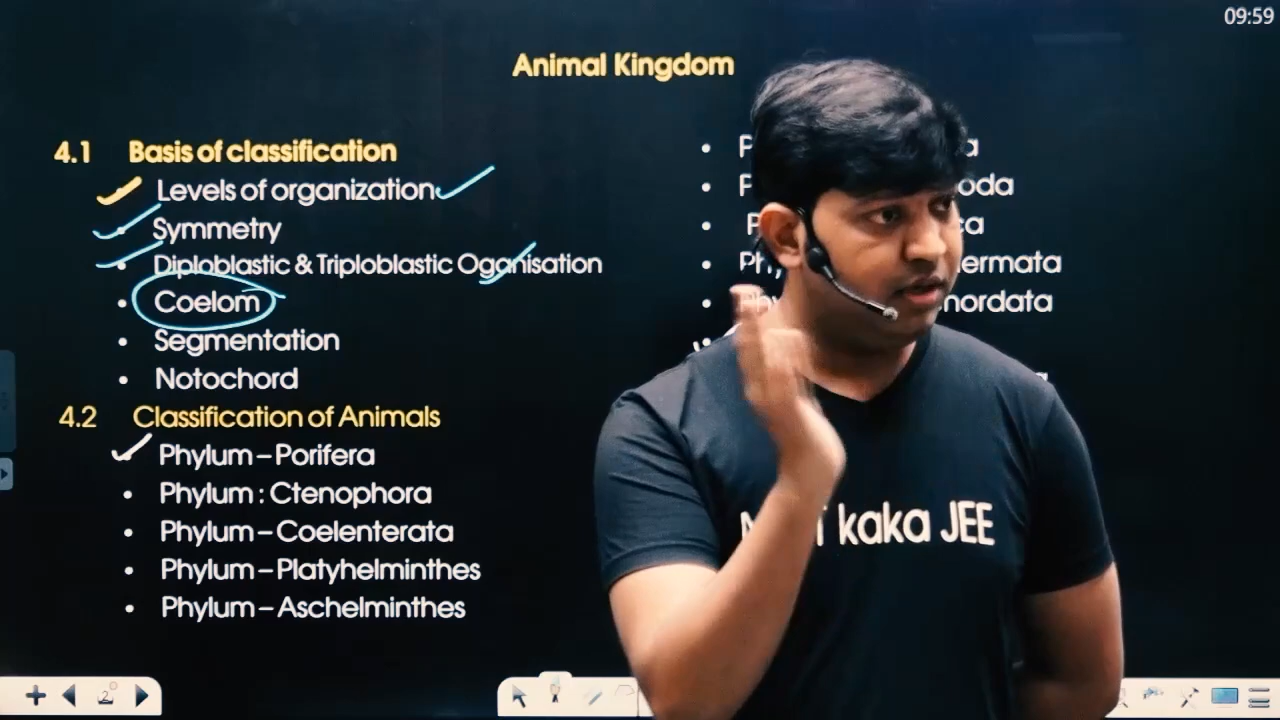 09:59
Animal Kingdom
4.1 Basis of classification
• Levels of organization
• Symmetry
• Diploblastic & Triploblastic Oganisation
• Coelom
• Segmentation
• Notochord
4.2 Classification of Animals
• Phylum – Porifera
• Phylum : Ctenophora
• Phylum – Coelenterata
• Phylum – Platyhelminthes
• Phylum – Aschelminthes
kaka JEE
2